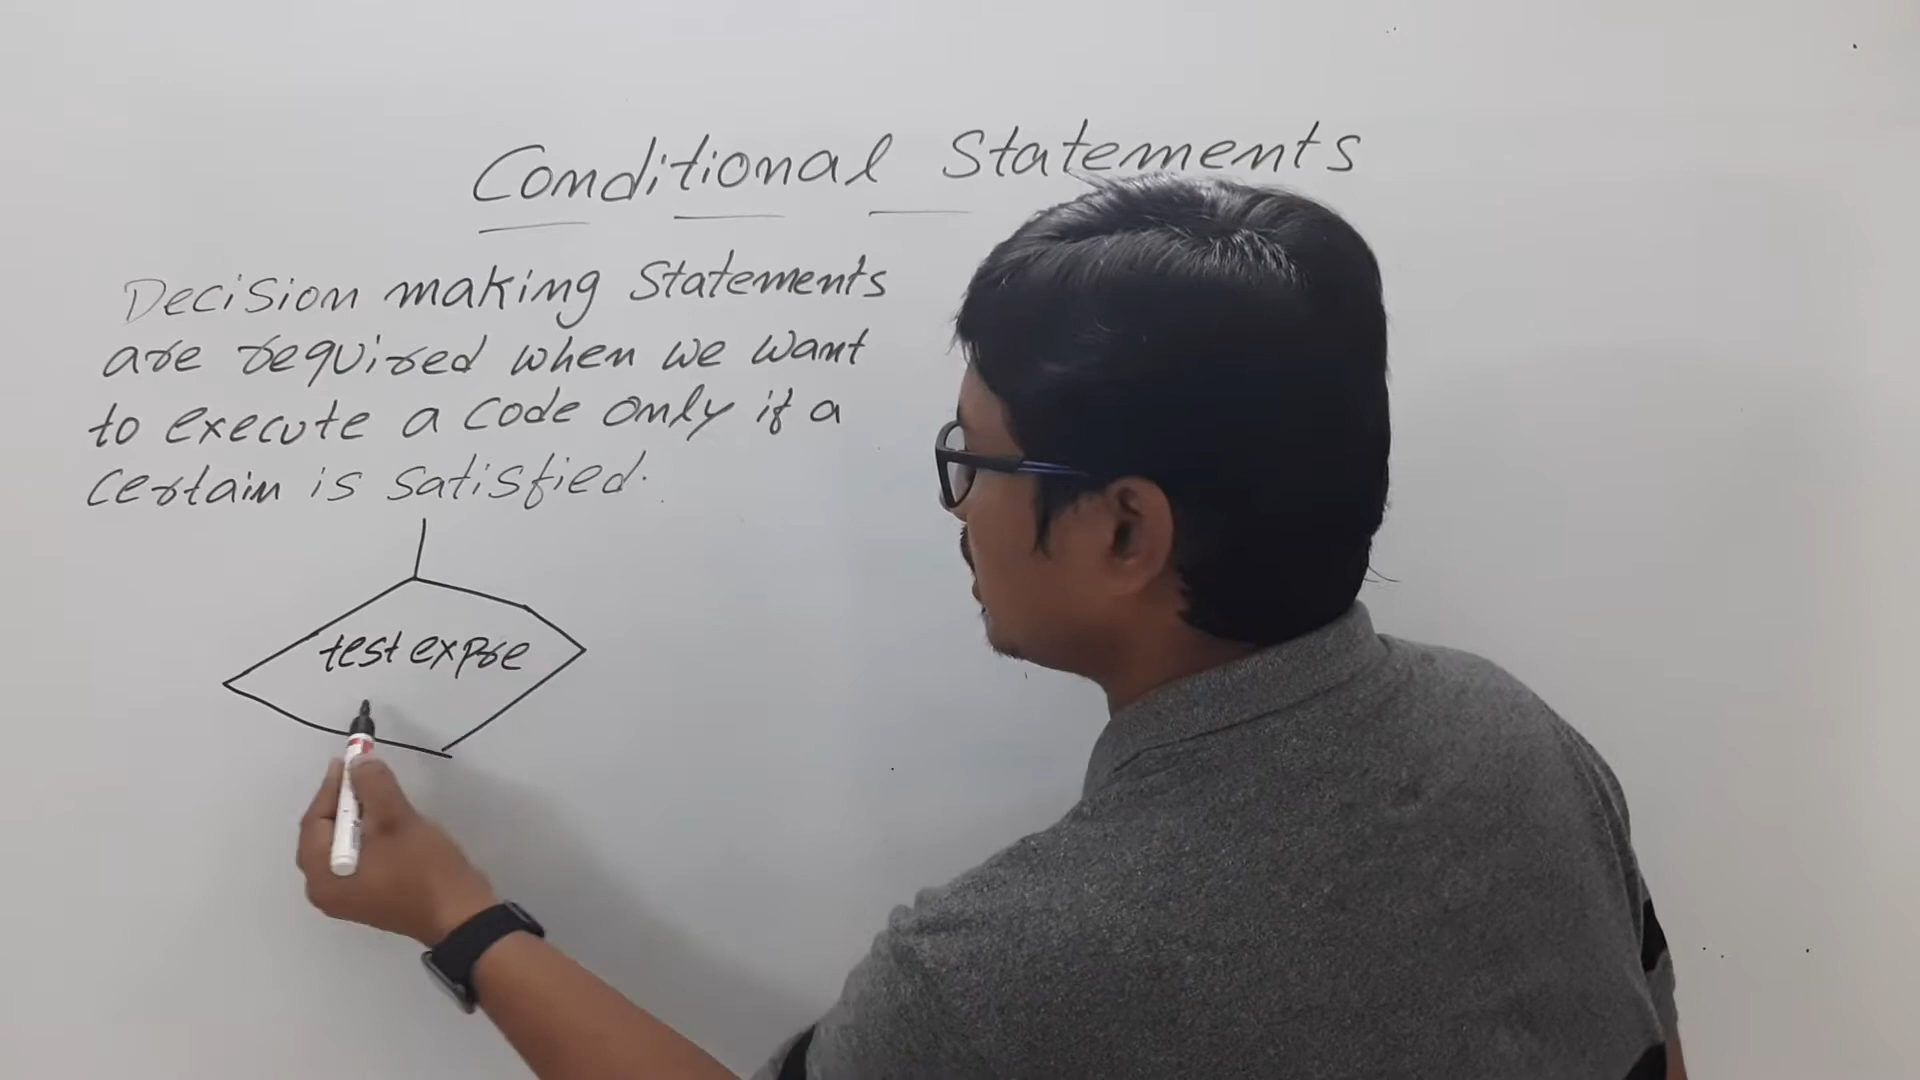 Conditional Statements
Decision making Statements
are required when we want
to execute a code only if a
certain is satisfied.
test expre